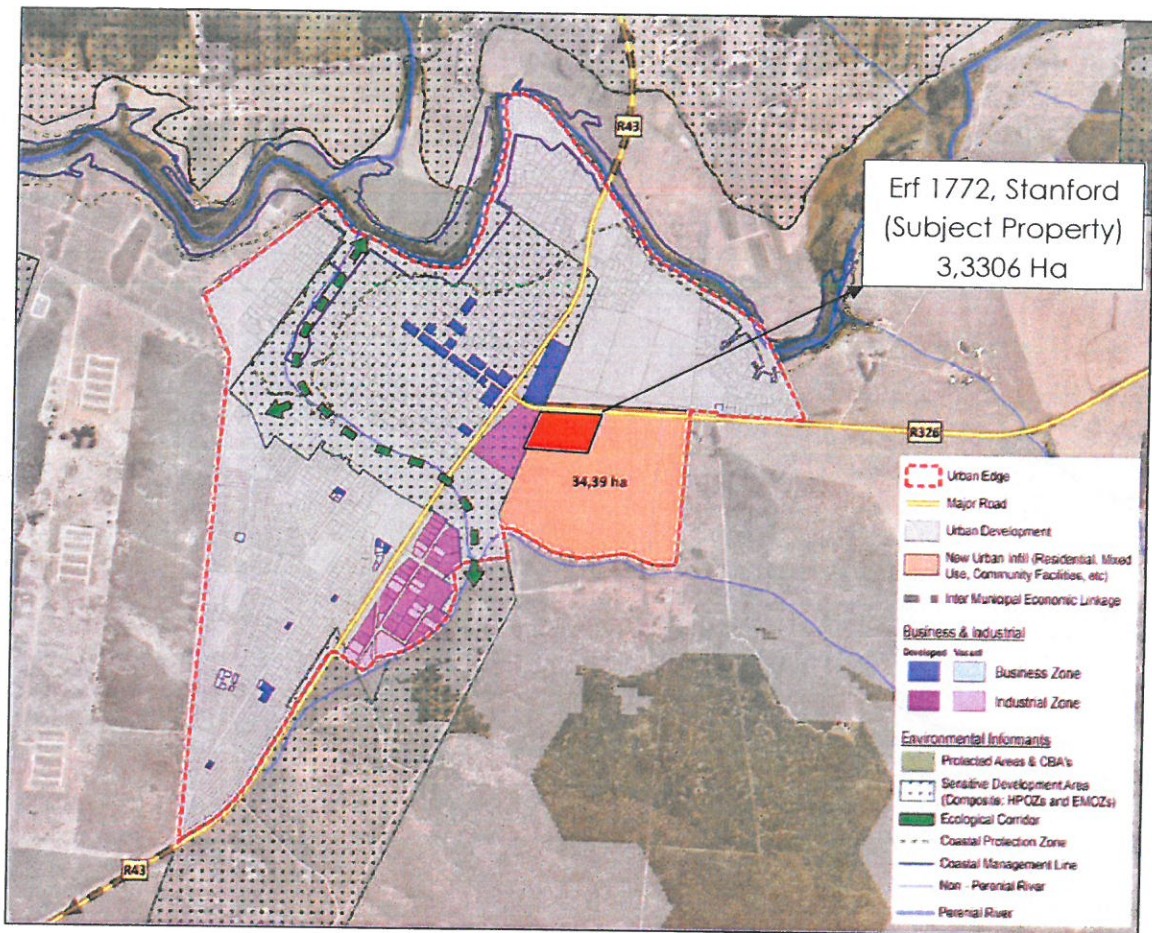 R43
Erf 1772, Stanford
(Subject Property)
3,3306 Ha
R326
34,39 ha
R43
Urban Edge
Major Road
Urban Development
New Urban Infill (Residential, Mixed
Use, Community Facilities, etc)
Inter Municipal Economic Linkage
Business & Industrial
Developed Vacant
Business Zone
Industrial Zone
Environmental Informants
Protected Areas & CBA's
Sensitive Development Area
(Composite: HPOZs and EMOZs)
Ecological Corridor
Coastal Protection Zone
Coastal Management Line
Non - Perenial River
Perenial River